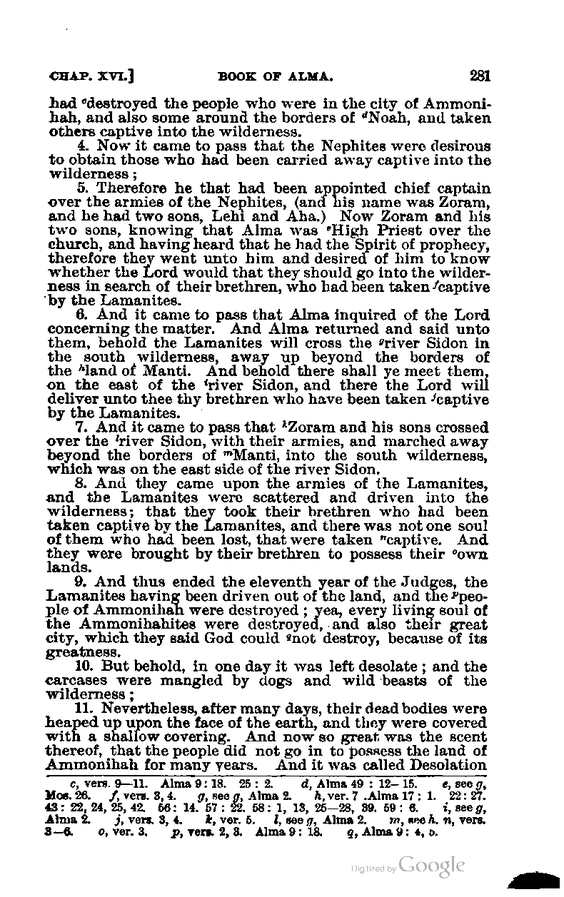 CHAP. XVI.] BOOK OF ALMA. 281
had ᵉdestroyed the people who were in the city of Ammoni-
hah, and also some around the borders of ᵈNoah, and taken
others captive into the wilderness.
4. Now it came to pass that the Nephites were desirous
to obtain those who had been carried away captive into the
wilderness;
5. Therefore he that had been appointed chief captain
over the armies of the Nephites, (and his name was Zoram,
and he had two sons, Lehi and Aha.) Now Zoram and his
two sons, knowing that Alma was ᵉHigh Priest over the
church, and having heard that he had the Spirit of prophecy,
therefore they went unto him and desired of him to know
whether the Lord would that they should go into the wilder-
ness in search of their brethren, who had been taken ᶠcaptive
by the Lamanites.
6. And it came to pass that Alma inquired of the Lord
concerning the matter. And Alma returned and said unto
them, behold the Lamanites will cross the ᵍriver Sidon in
the south wilderness, away up beyond the borders of
the ʰland of Manti. And behold there shall ye meet them,
on the east of the ⁱriver Sidon, and there the Lord will
deliver unto thee thy brethren who have been taken ʲcaptive
by the Lamanites.
7. And it came to pass that ᵏZoram and his sons crossed
over the ˡriver Sidon, with their armies, and marched away
beyond the borders of ᵐManti, into the south wilderness,
which was on the east side of the river Sidon.
8. And they came upon the armies of the Lamanites,
and the Lamanites were scattered and driven into the
wilderness; that they took their brethren who had been
taken captive by the Lamanites, and there was not one soul
of them who had been lost, that were taken ⁿcaptive. And
they were brought by their brethren to possess their ᵒown
lands.
9. And thus ended the eleventh year of the Judges, the
Lamanites having been driven out of the land, and the ᵖpeo-
ple of Ammonihah were destroyed; yea, every living soul of
the Ammonihahites were destroyed, and also their great
city, which they said God could qnot destroy, because of its
greatness.
10. But behold, in one day it was left desolate; and the
carcases were mangled by dogs and wild beasts of the
wilderness;
11. Nevertheless, after many days, their dead bodies were
heaped up upon the face of the earth, and they were covered
with a shallow covering. And now so great was the scent
thereof, that the people did not go in to possess the land of
Ammonihah for many years. And it was called Desolation
c, vers. 9—11. Alma 9: 18. 25: 2. d, Alma 49: 12—15. e, see g,
Mos. 26. f, vers. 3, 4. g, see g, Alma 2. h, ver. 7. Alma 17: 1. 22: 27.
43: 22, 24, 25, 42. 56: 14. 57: 22. 58: 1, 13, 25—28, 39. 59: 6. i, see g,
Alma 2. j, vers. 3, 4. k, ver. 5. l, see g, Alma 2. m, see h. n, vers.
3—6. o, ver. 3. p, vers. 2, 3. Alma 9: 18. q, Alma 9: 4, 5.
Digitized by Google